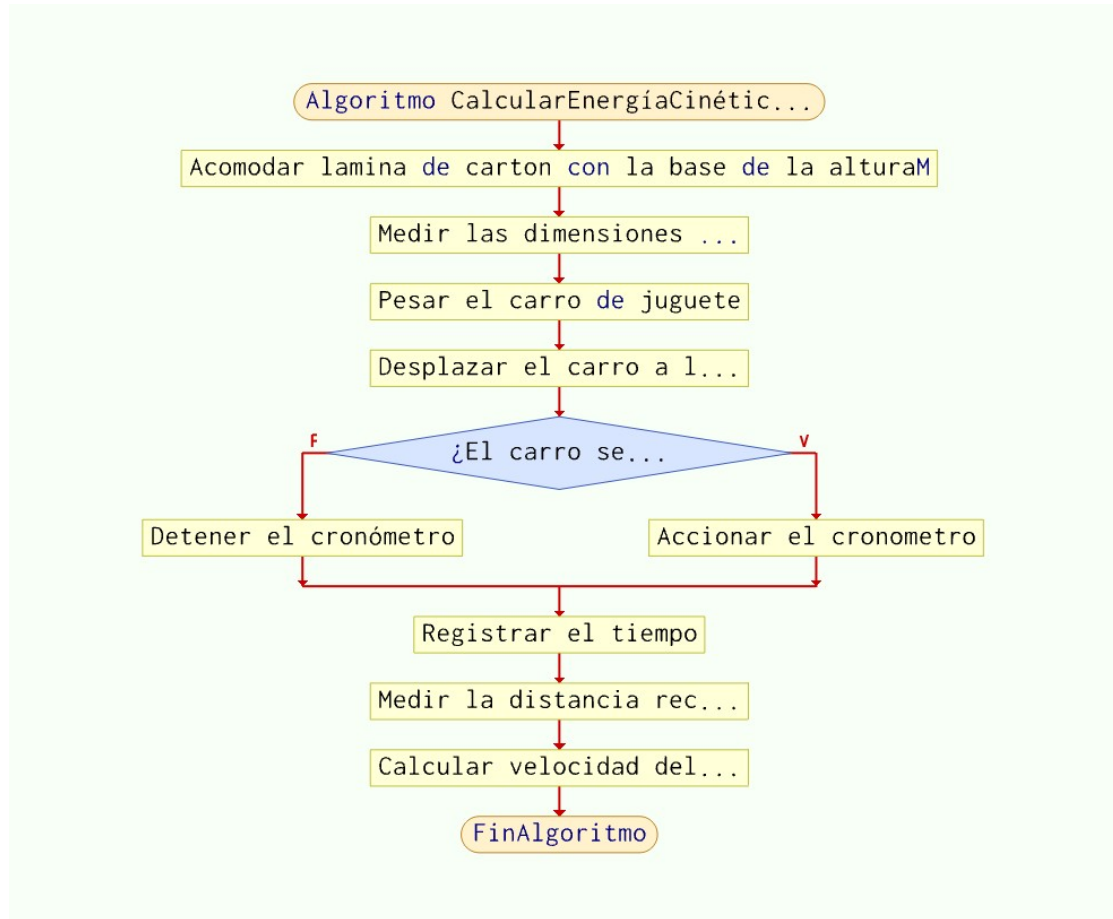 Algoritmo CalcularEnergíaCinétic...
Acomodar lamina de carton con la base de la alturaM
Medir las dimensiones ...
Pesar el carro de juguete
Desplazar el carro a l...
F
V
¿El carro se...
Detener el cronómetro
Accionar el cronometro
Registrar el tiempo
Medir la distancia rec...
Calcular velocidad del...
FinAlgoritmo